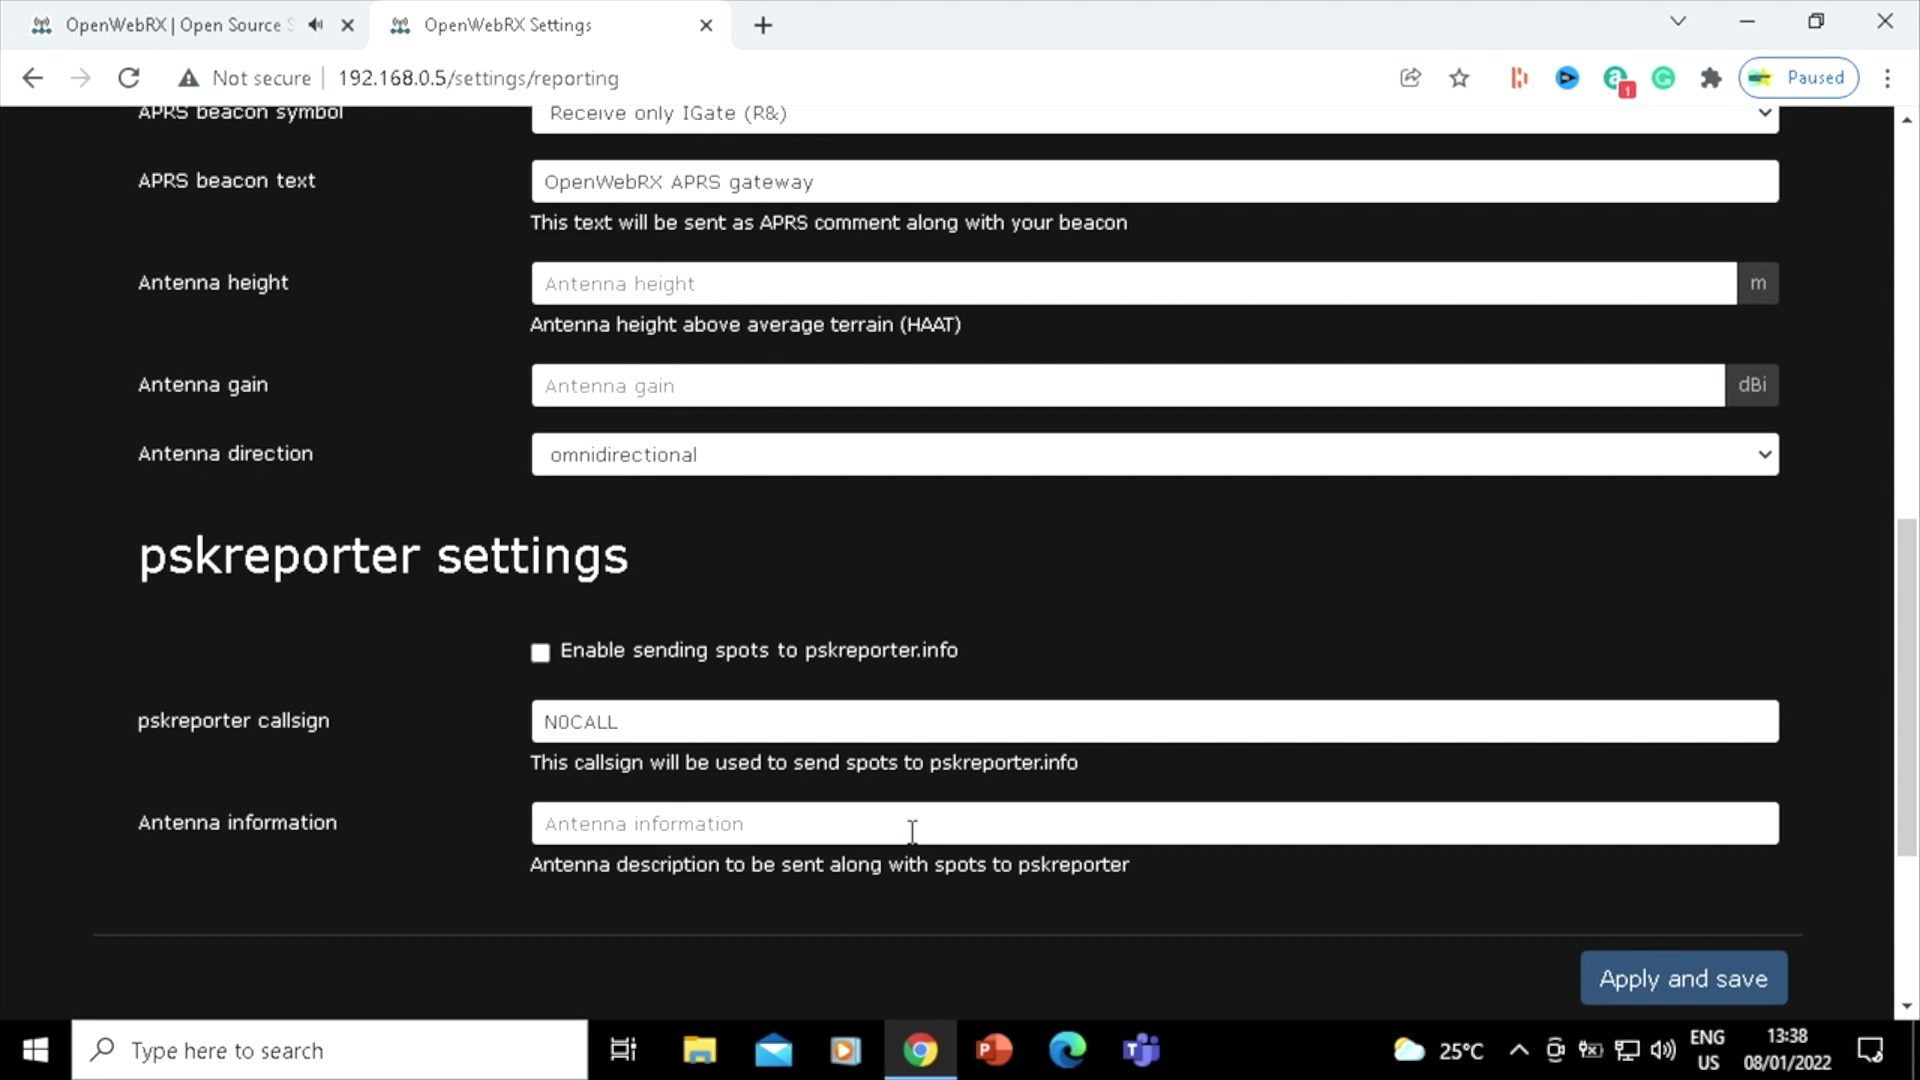 OpenWebRX | Open Source S
OpenWebRX Settings
Not secure 192.168.0.5/settings/reporting
1
Paused
APRS beacon symbol
Receive only IGate (R&)
APRS beacon text
OpenWebRX APRS gateway
This text will be sent as APRS comment along with your beacon
Antenna height
Antenna height
m
Antenna height above average terrain (HAAT)
Antenna gain
Antenna gain
dBi
Antenna direction
omnidirectional
pskreporter settings
Enable sending spots to pskreporter.info
pskreporter callsign
N0CALL
This callsign will be used to send spots to pskreporter.info
Antenna information
Antenna information
Antenna description to be sent along with spots to pskreporter
Apply and save
Type here to search
25°C
ENG
US
13:38
08/01/2022